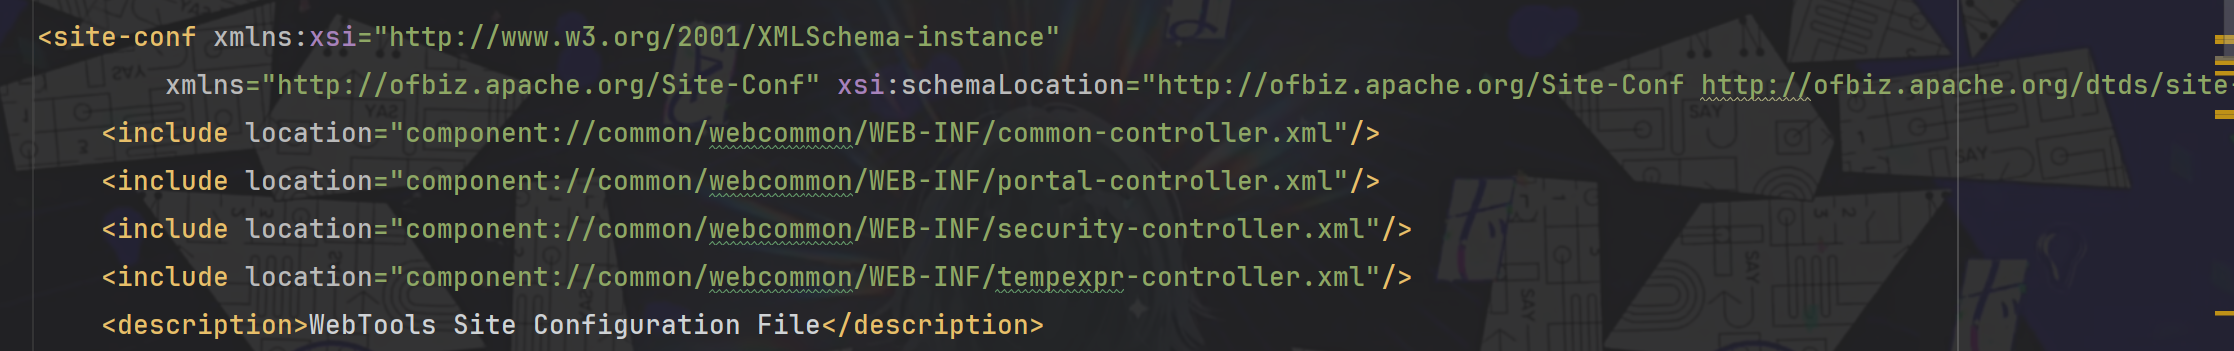 <site-conf xmlns:xsi="http://www.w3.org/2001/XMLSchema-instance"
xmlns="http://ofbiz.apache.org/Site-Conf" xsi:schemaLocation="http://ofbiz.apache.org/Site-Conf http://ofbiz.apache.org/dtds/site-
<include location="component://common/webcommon/WEB-INF/common-controller.xml"/>
<include location="component://common/webcommon/WEB-INF/portal-controller.xml"/>
<include location="component://common/webcommon/WEB-INF/security-controller.xml"/>
<include location="component://common/webcommon/WEB-INF/tempexpr-controller.xml"/>
<description>WebTools Site Configuration File</description>